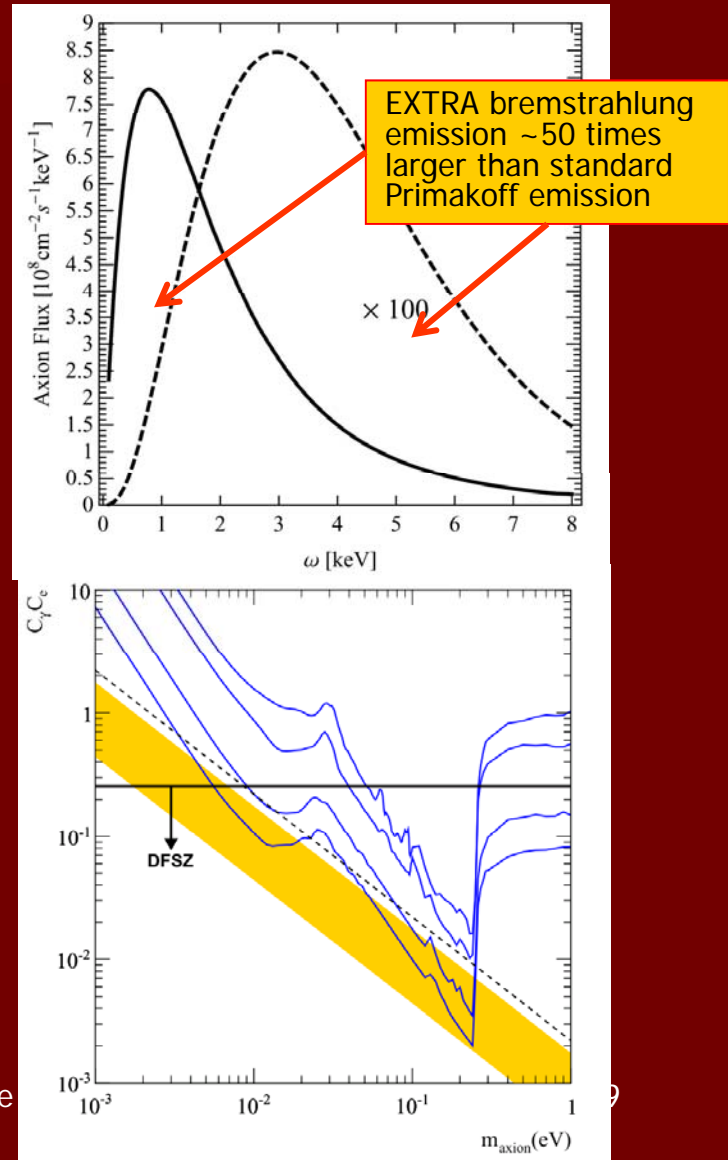 9
8.5
8
7.5
7
6.5
6
5.5
5
4.5
4
3.5
3
2.5
2
1.5
1
0.5
0
Axion Flux [10⁸cm⁻²s⁻¹keV⁻¹]
EXTRA bremstrahlung
emission ~50 times
larger than standard
Primakoff emission
× 100
0 1 2 3 4 5 6 7 8
ω [keV]
CγCe
10
1
10⁻¹
10⁻²
10⁻³
DFSZ
10⁻³ 10⁻² 10⁻¹ 1
m_axion(eV)
e
9